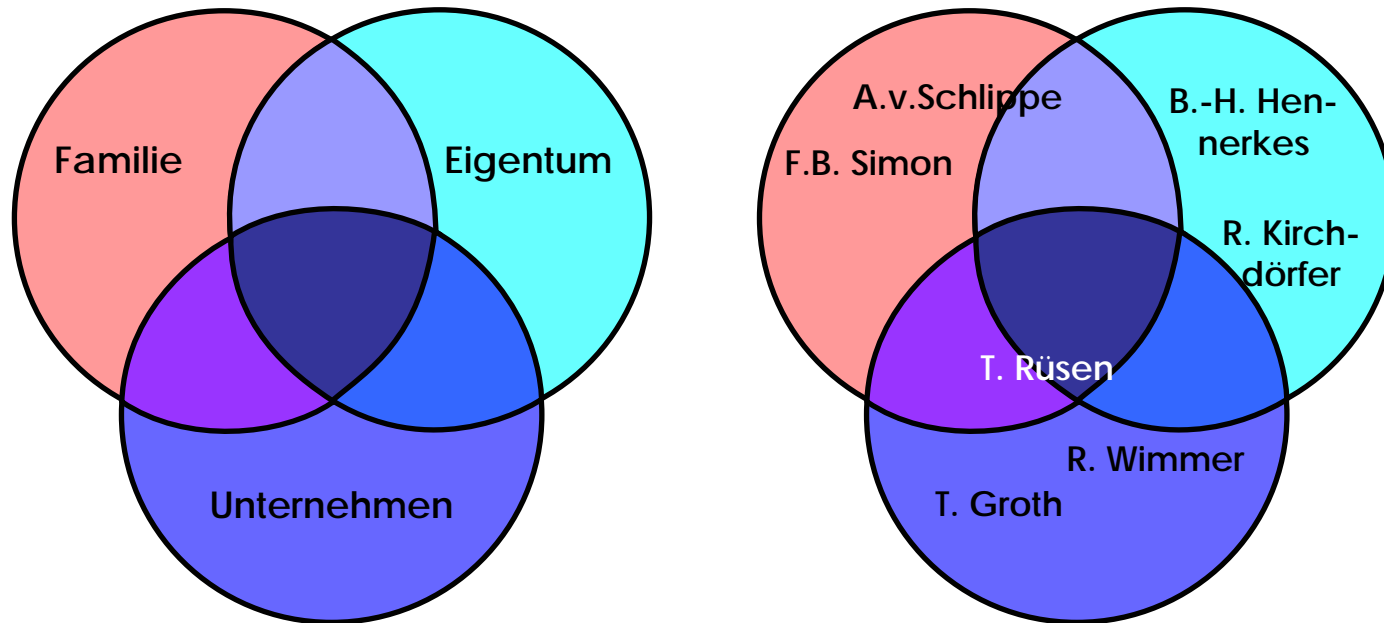 Familie
Eigentum
Unternehmen
A.v.Schlippe
F.B. Simon
B.-H. Hen-
nerkes
R. Kirch-
dörfer
T. Rüsen
R. Wimmer
T. Groth